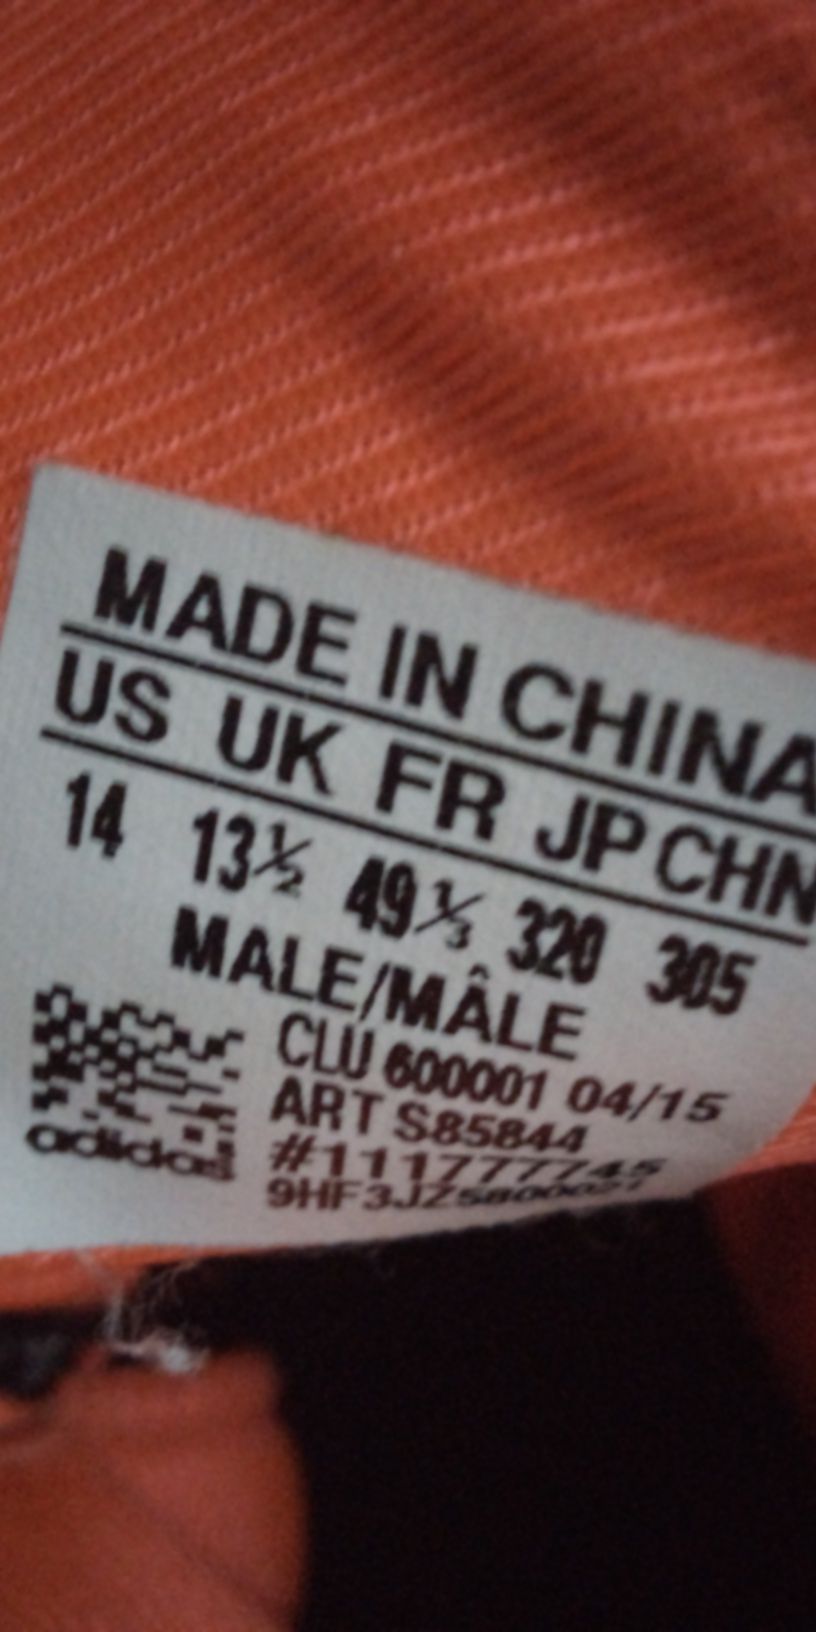 MADE IN CHINA
US UK FR JP CHN
14 13½ 49⅓ 320 305
MALE/MÂLE
CLU 600001 04/15
ART S85844
#111777745
adidas